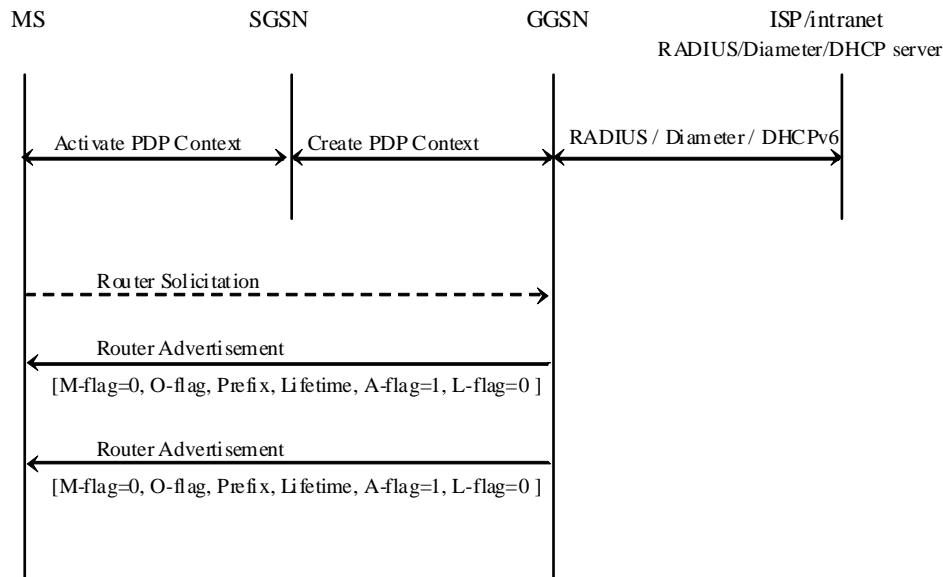 MS SGSN GGSN ISP/intranet
RADIUS/Diameter/DHCP server
Activate PDP Context Create PDP Context RADIUS / Diameter / DHCPv6
Router Solicitation
Router Advertisement
[M-flag=0, O-flag, Prefix, Lifetime, A-flag=1, L-flag=0 ]
Router Advertisement
[M-flag=0, O-flag, Prefix, Lifetime, A-flag=1, L-flag=0 ]